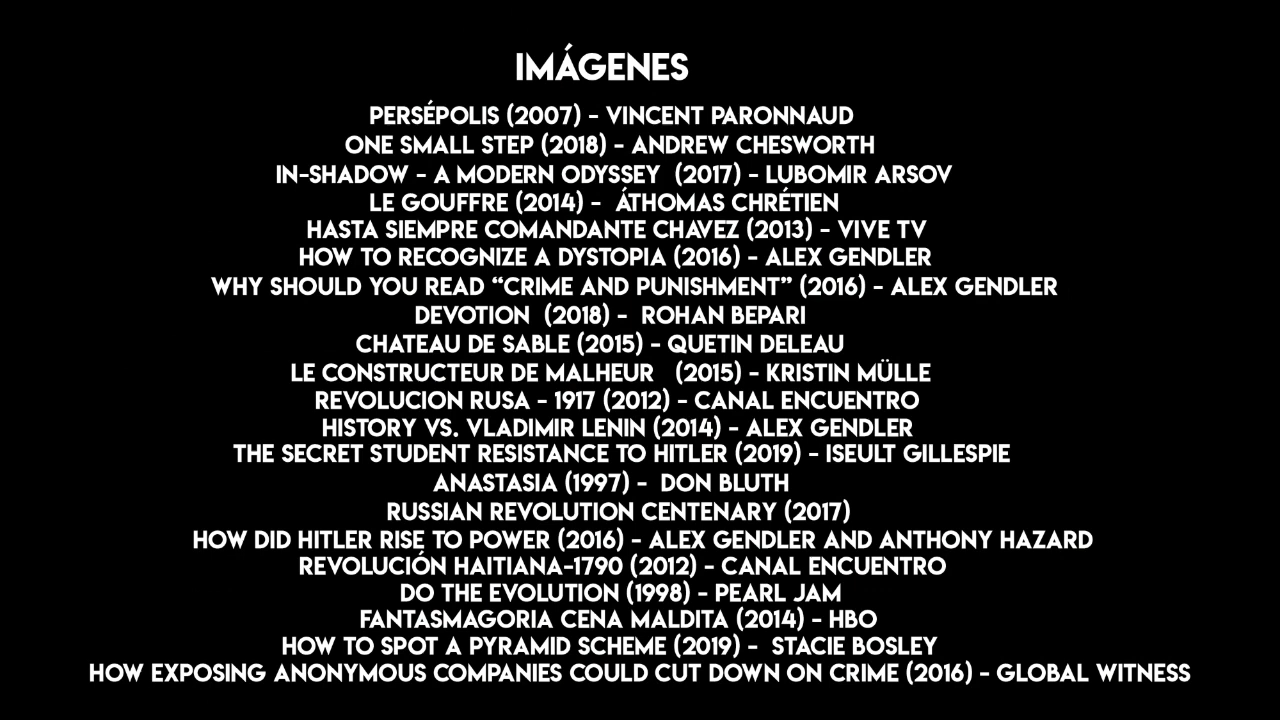 IMÁGENES
PERSÉPOLIS (2007) - VINCENT PARONNAUD
ONE SMALL STEP (2018) - ANDREW CHESWORTH
IN-SHADOW - A MODERN ODYSSEY (2017) - LUBOMIR ARSOV
LE GOUFFRE (2014) - ÁTHOMAS CHRÉTIEN
HASTA SIEMPRE COMANDANTE CHAVEZ (2013) - VIVE TV
HOW TO RECOGNIZE A DYSTOPIA (2016) - ALEX GENDLER
WHY SHOULD YOU READ “CRIME AND PUNISHMENT” (2016) - ALEX GENDLER
DEVOTION (2018) - ROHAN BEPARI
CHATEAU DE SABLE (2015) - QUETIN DELEAU
LE CONSTRUCTEUR DE MALHEUR (2015) - KRISTIN MÜLLE
REVOLUCION RUSA - 1917 (2012) - CANAL ENCUENTRO
HISTORY VS. VLADIMIR LENIN (2014) - ALEX GENDLER
THE SECRET STUDENT RESISTANCE TO HITLER (2019) - ISEULT GILLESPIE
ANASTASIA (1997) - DON BLUTH
RUSSIAN REVOLUTION CENTENARY (2017)
HOW DID HITLER RISE TO POWER (2016) - ALEX GENDLER AND ANTHONY HAZARD
REVOLUCIÓN HAITIANA-1790 (2012) - CANAL ENCUENTRO
DO THE EVOLUTION (1998) - PEARL JAM
FANTASMAGORIA CENA MALDITA (2014) - HBO
HOW TO SPOT A PYRAMID SCHEME (2019) - STACIE BOSLEY
HOW EXPOSING ANONYMOUS COMPANIES COULD CUT DOWN ON CRIME (2016) - GLOBAL WITNESS